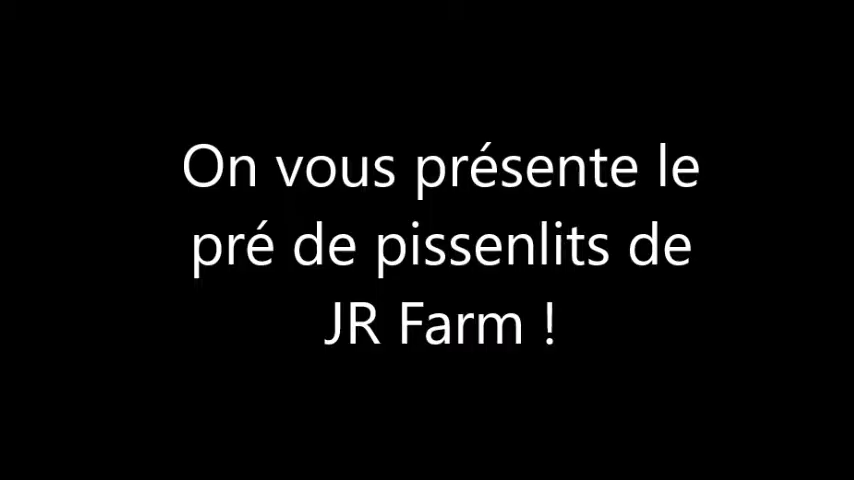 On vous présente le
pré de pissenlits de
JR Farm !